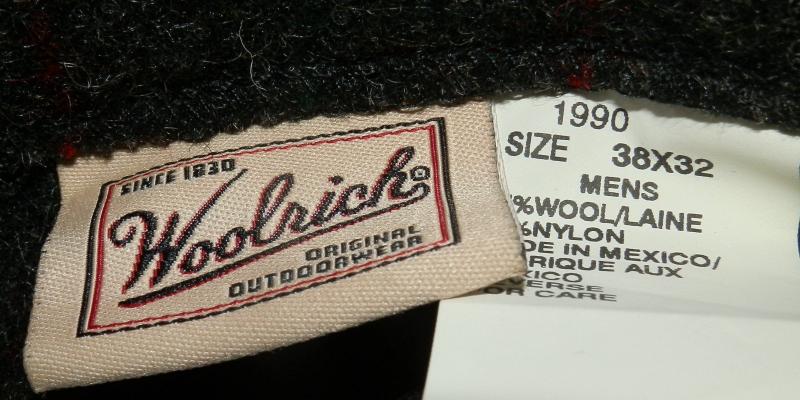 SINCE 1830
Woolrich®
ORIGINAL
OUTDOORWEAR
1990
SIZE 38X32
MENS
%WOOL/LAINE
%NYLON
DE IN MEXICO/
RIQUE AUX
XICO
VERSE
OR CARE